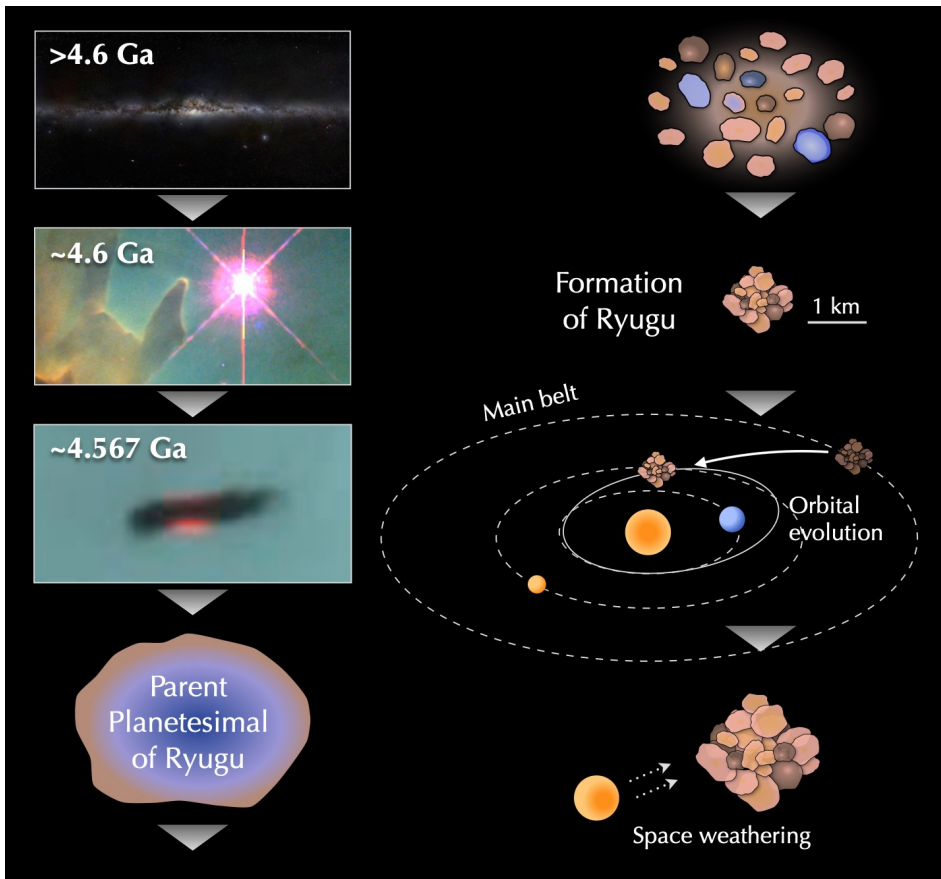 >4.6 Ga
~4.6 Ga
~4.567 Ga
Parent
Planetesimal
of Ryugu
Formation
of Ryugu
1 km
Main belt
Orbital
evolution
Space weathering